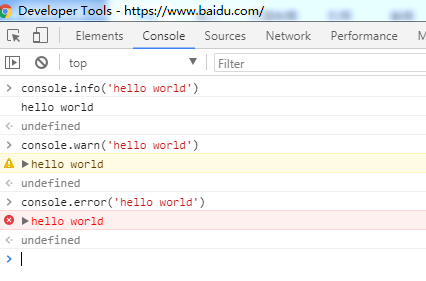 Developer Tools - https://www.baidu.com/
Elements Console Sources Network Performance
top Filter
> console.info('hello world')
hello world
undefined
> console.warn('hello world')
hello world
undefined
> console.error('hello world')
hello world
undefined
>